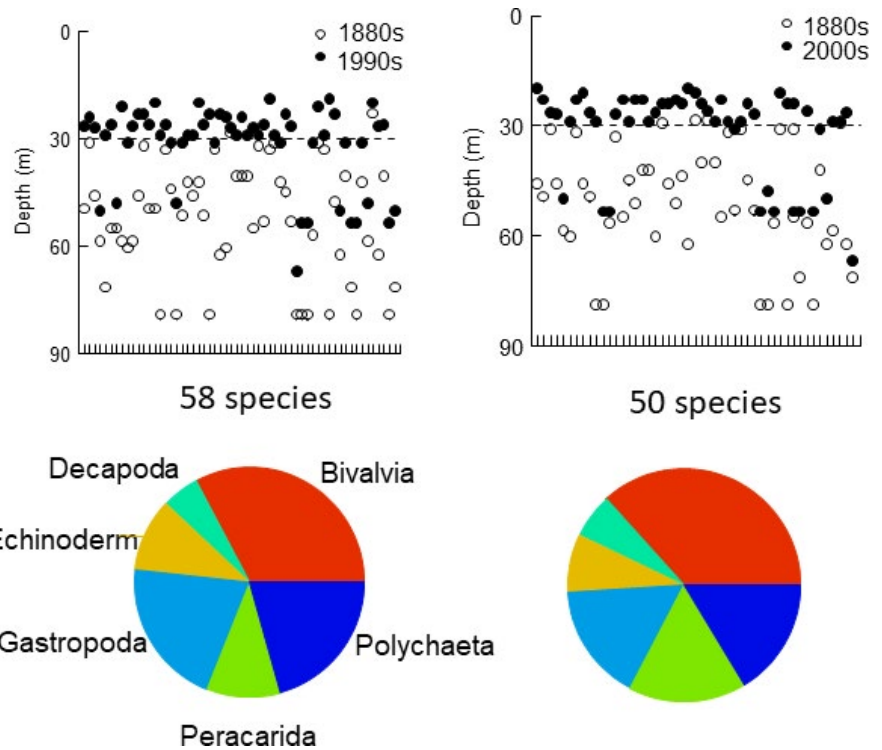 0
30
60
90
Depth (m)
1880s
1990s
58 species
0
30
60
90
Depth (m)
1880s
2000s
50 species
Decapoda
Bivalvia
Echinoderm
Gastropoda
Polychaeta
Peracarida